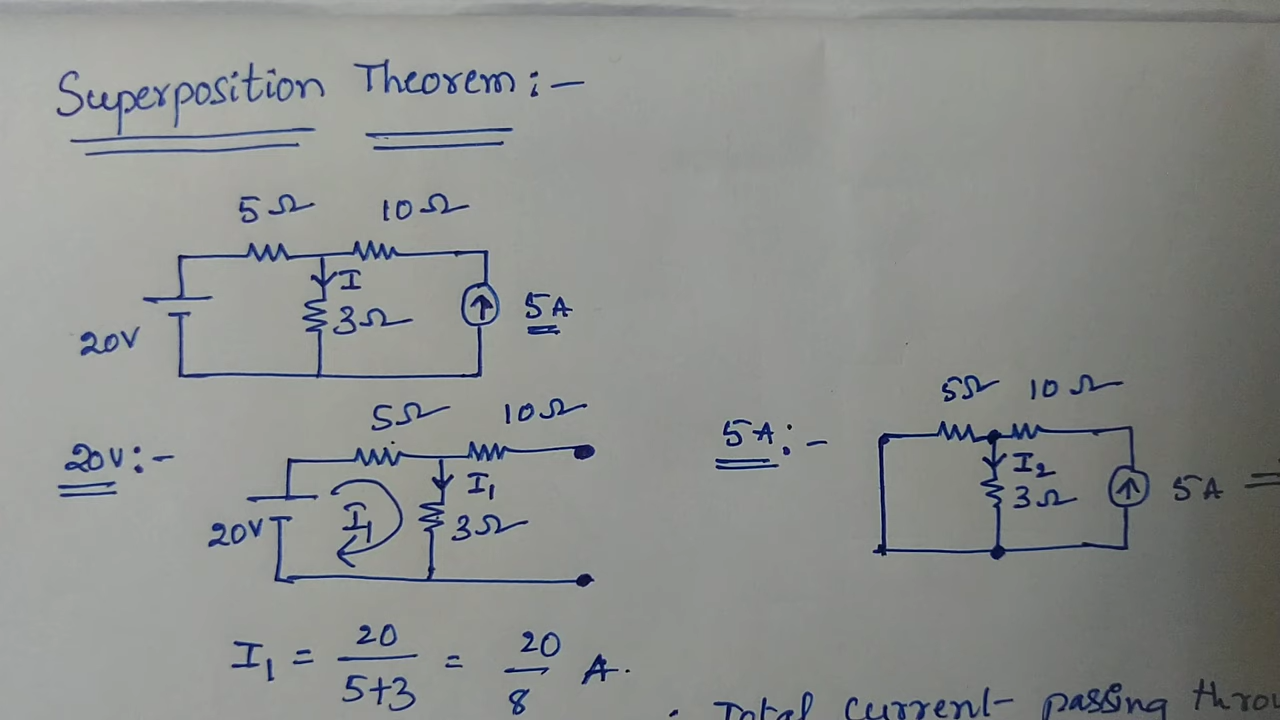 Superposition Theorem :-
5Ω 10Ω
I
3Ω
5A
20V
20V :-
5Ω 10Ω
I₁
3Ω
20V
I₁
I₁ = 20/(5+3) = 20/8 A.
5A :-
5Ω 10Ω
I₂
3Ω
5A =
. Total current passing